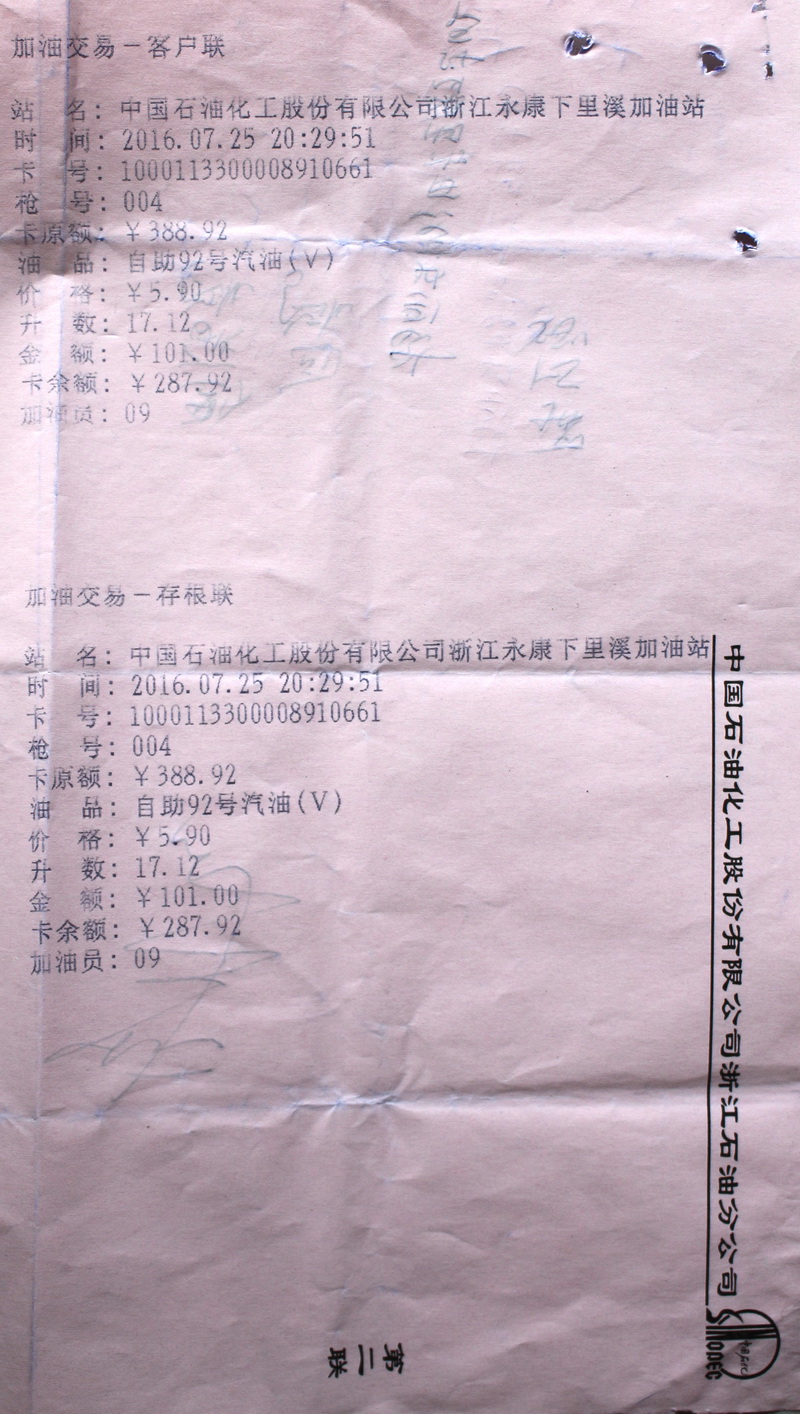 加油交易－客户联
站　名：中国石油化工股份有限公司浙江永康下里溪加油站
时　间：2016.07.25 20:29:51
卡　号：1000113300008910661
枪　号：004
卡原额：￥388.92
油　品：自助92号汽油(V)
价　格：￥5.90
升　数：17.12
金　额：￥101.00
卡余额：￥287.92
加油员：09
加油交易－存根联
站　名：中国石油化工股份有限公司浙江永康下里溪加油站
时　间：2016.07.25 20:29:51
卡　号：1000113300008910661
枪　号：004
卡原额：￥388.92
油　品：自助92号汽油(V)
价　格：￥5.90
升　数：17.12
金　额：￥101.00
卡余额：￥287.92
加油员：09
中国石油化工股份有限公司浙江石油分公司
SINOPEC
第二联